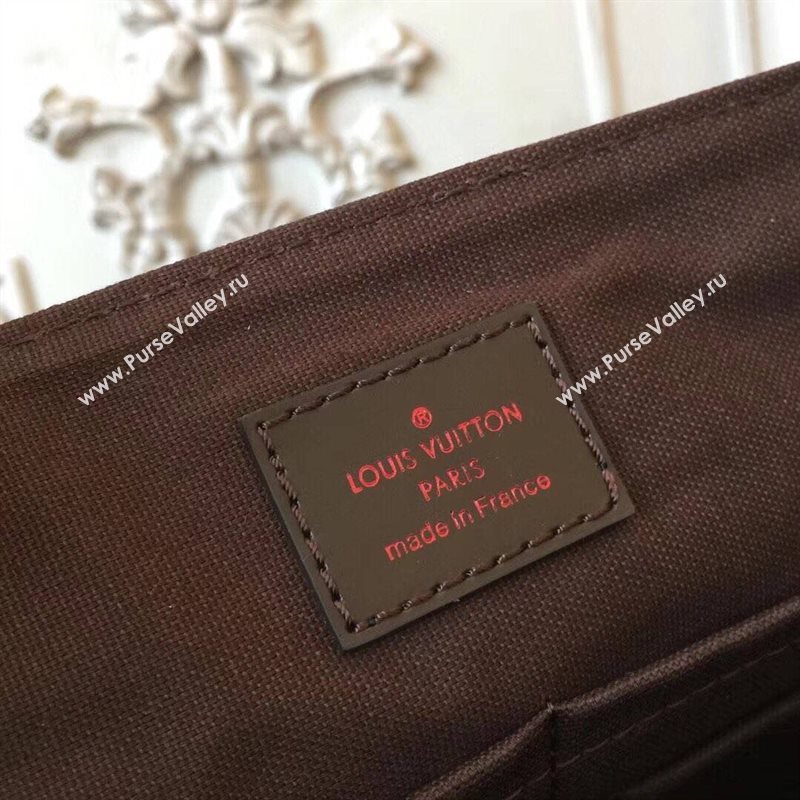 ®
LOUIS VUITTON
PARIS
made in France
www.PurseValley.ru
www.PurseValley.ru